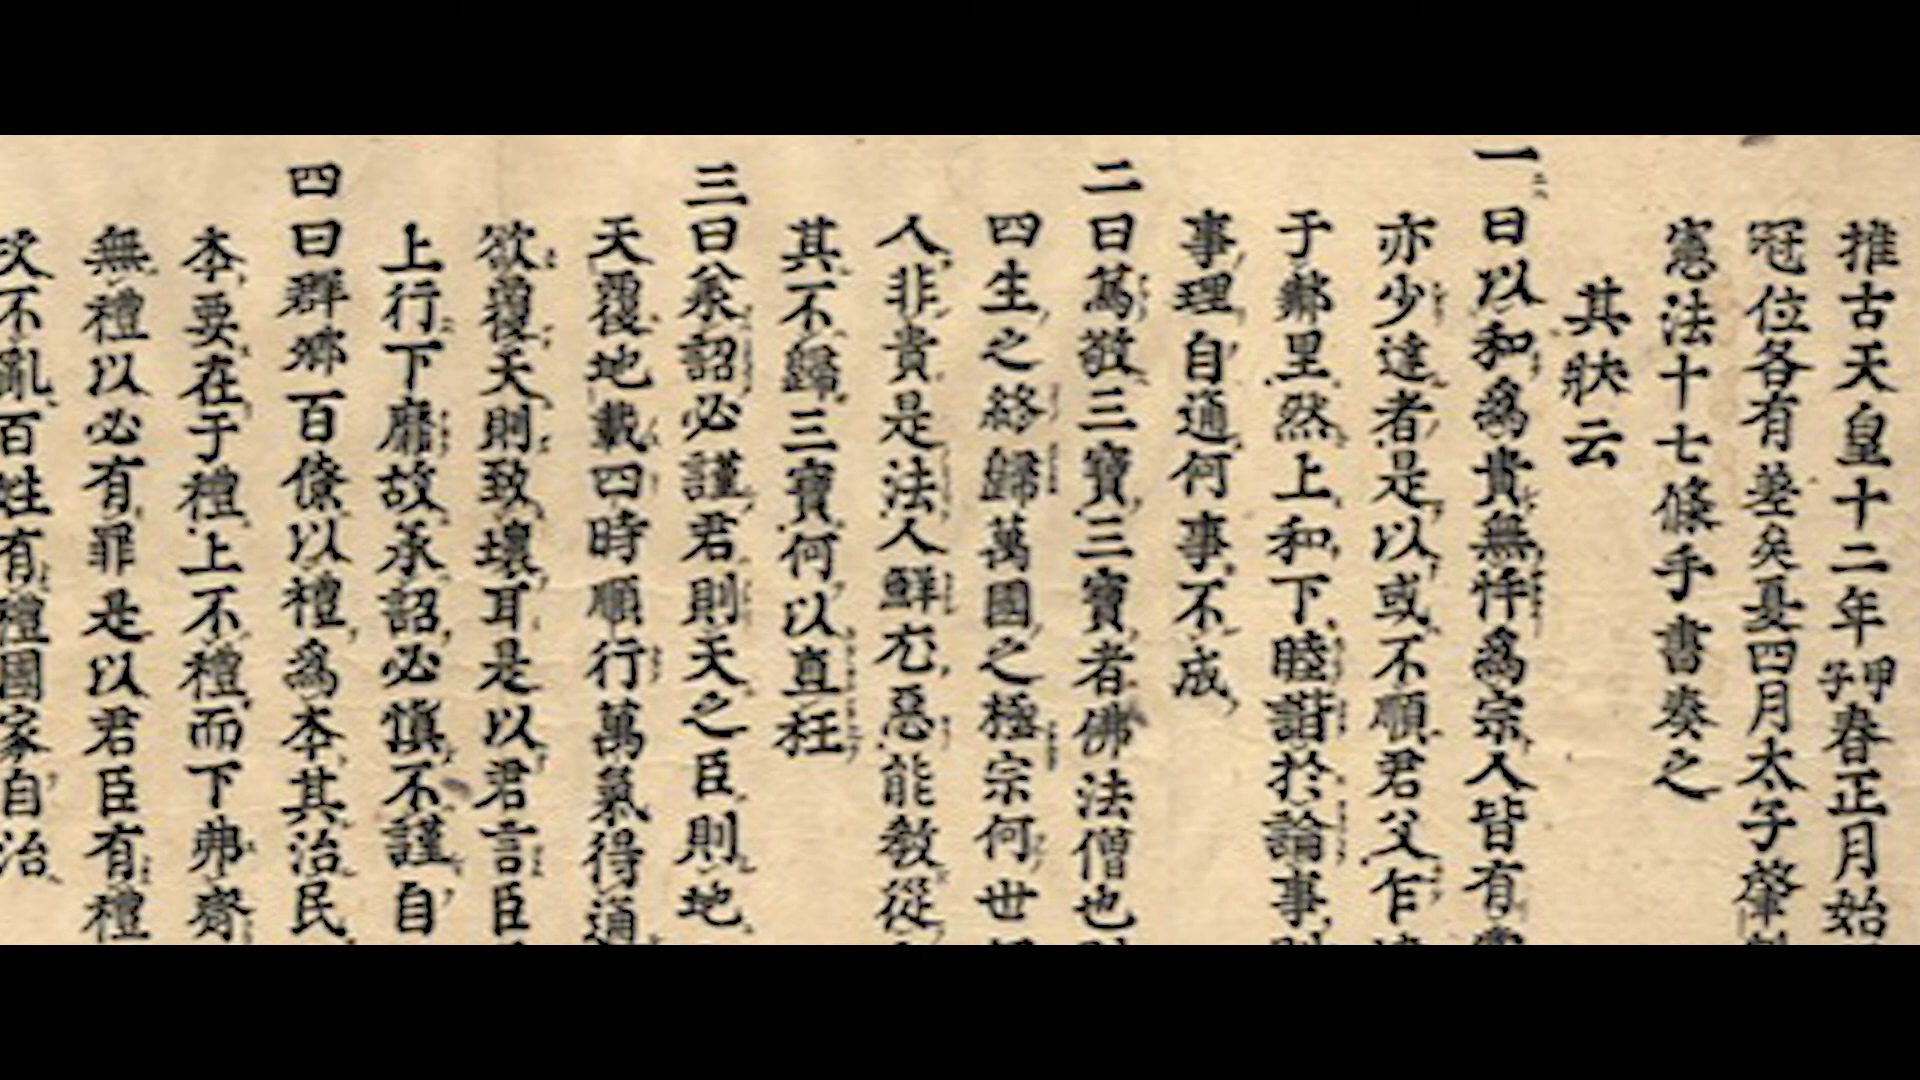 推古天皇十二年甲子春正月始
冠位各有差矣夏四月太子肇
憲法十七條手書奏之
其狀云
一曰以和爲貴無忤爲宗人皆有
亦少達者是以或不順君父乍
于鄰里然上和下睦諧於論事
事理自通何事不成
二曰篤敬三寶三寶者佛法僧也
四生之終歸萬國之極宗何世
人非貴是法人鮮尤惡能敎從
其不歸三寶何以直枉
三曰承詔必謹君則天之臣則地
天覆地載四時順行萬氣得通
欲覆天則致壞耳是以君言臣
上行下靡故承詔必愼不謹自
四曰群卿百僚以禮爲本其治民
本要在于禮上不禮而下弗齊
無禮以必有罪是以君臣有禮
次不亂百姓有禮國家自治